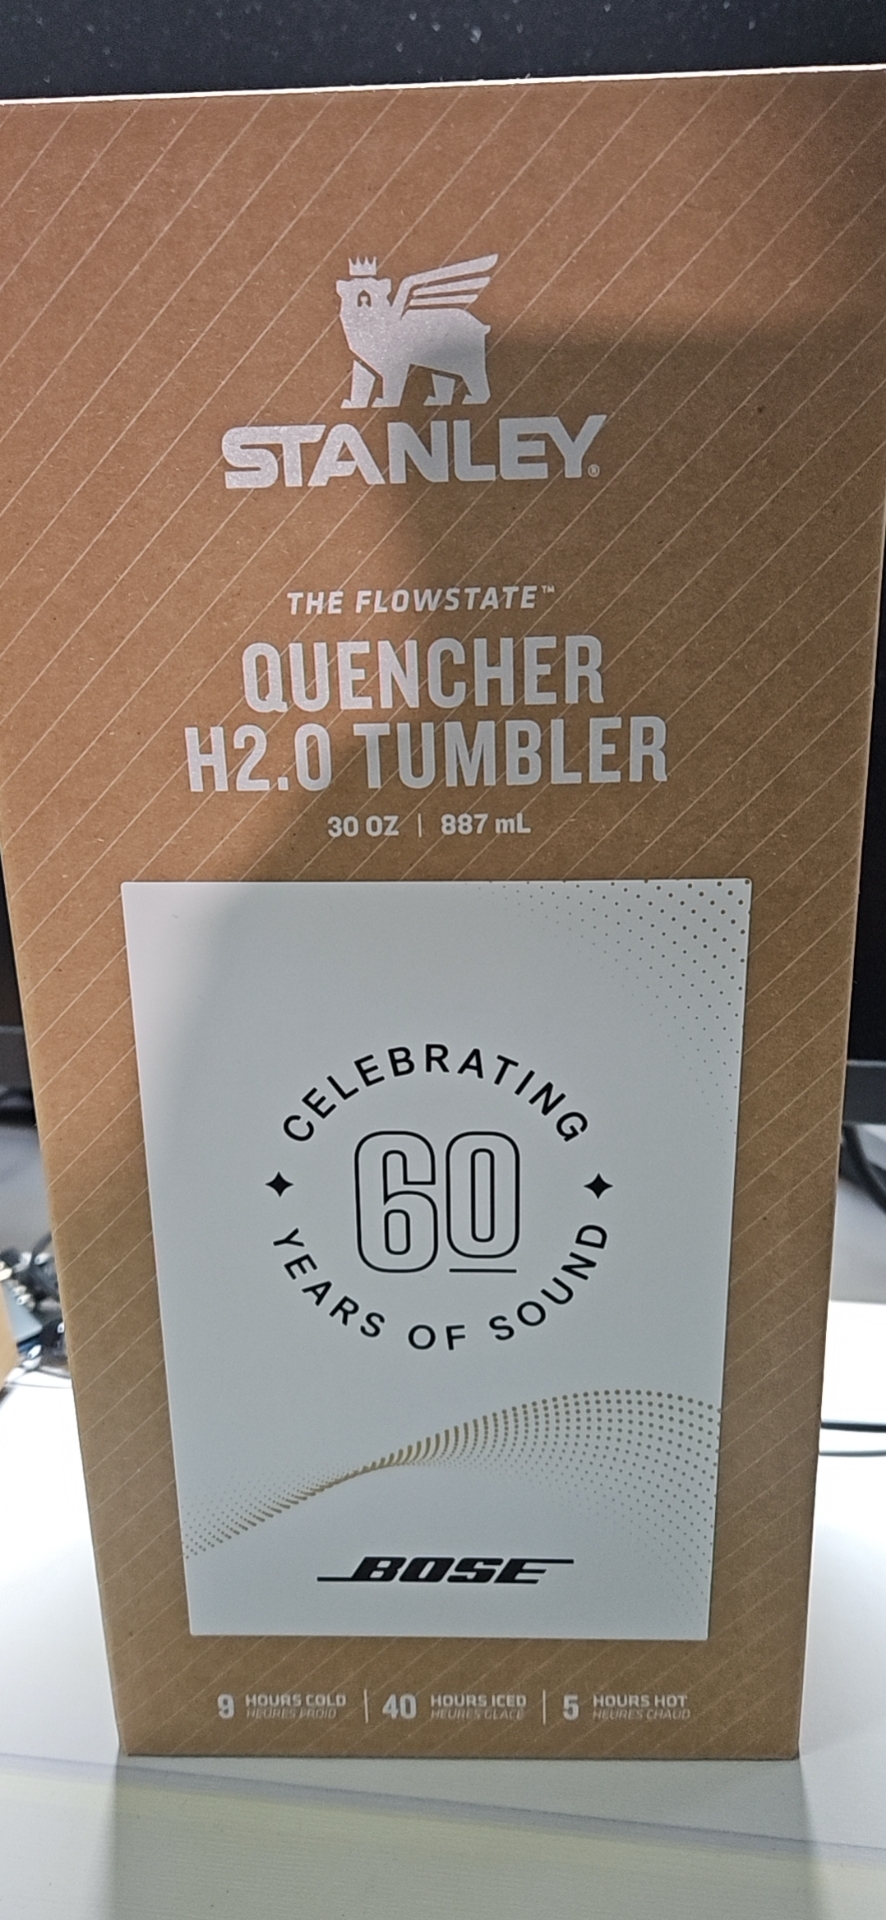 STANLEY®
THE FLOWSTATE™
QUENCHER
H2.0 TUMBLER
30 OZ | 887 mL
CELEBRATING
60
YEARS OF SOUND
BOSE
9 HOURS COLD | 40 HOURS ICED | 5 HOURS HOT
HEURES FROID HEURES GLACÉ HEURES CHAUD